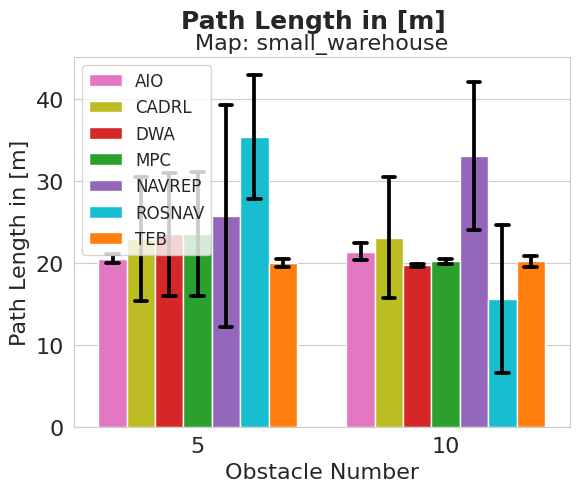 Path Length in [m]
Map: small_warehouse
Path Length in [m]
40
30
20
10
0
AIO
CADRL
DWA
MPC
NAVREP
ROSNAV
TEB
5
10
Obstacle Number